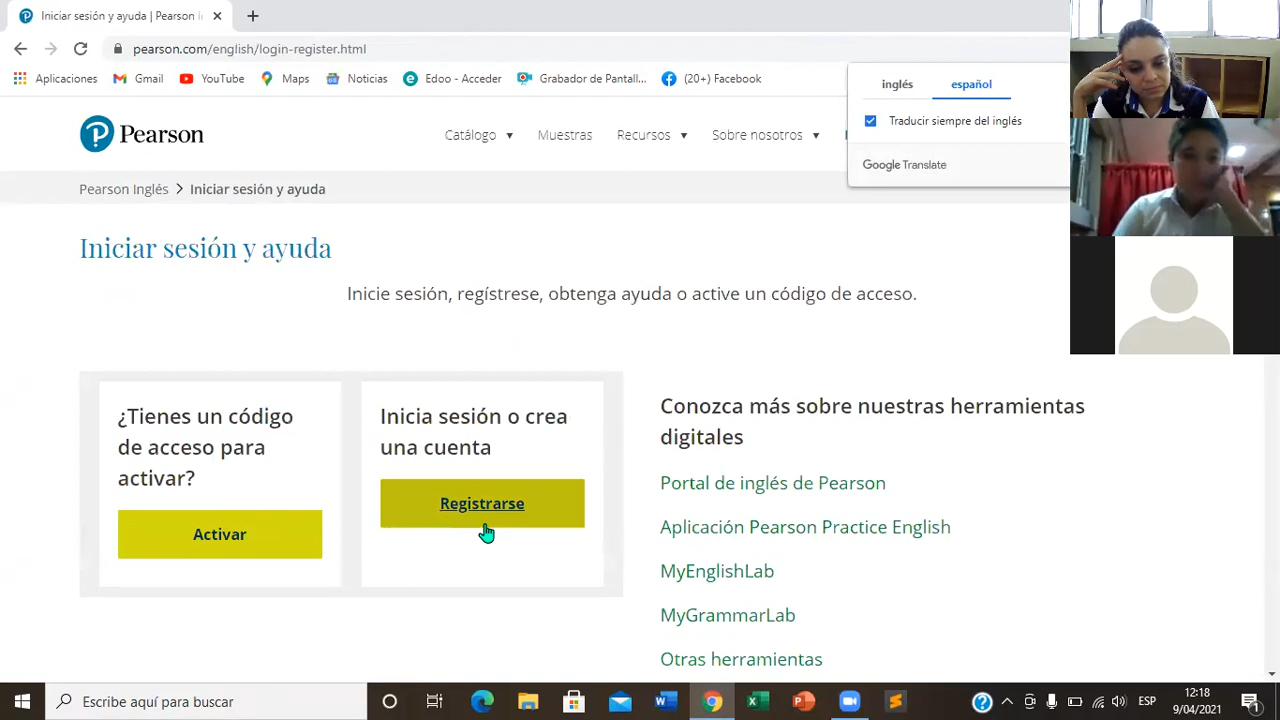 Iniciar sesión y ayuda | Pearson I
pearson.com/english/login-register.html
Aplicaciones Gmail YouTube Maps Noticias Edoo - Acceder Grabador de Pantall... (20+) Facebook
inglés español
Traducir siempre del inglés
Google Translate
Pearson
Catálogo Muestras Recursos Sobre nosotros
Pearson Inglés > Iniciar sesión y ayuda
Iniciar sesión y ayuda
Inicie sesión, regístrese, obtenga ayuda o active un código de acceso.
¿Tienes un código
de acceso para
activar?
Activar
Inicia sesión o crea
una cuenta
Registrarse
Conozca más sobre nuestras herramientas
digitales
Portal de inglés de Pearson
Aplicación Pearson Practice English
MyEnglishLab
MyGrammarLab
Otras herramientas
Escribe aquí para buscar
ESP
12:18
9/04/2021